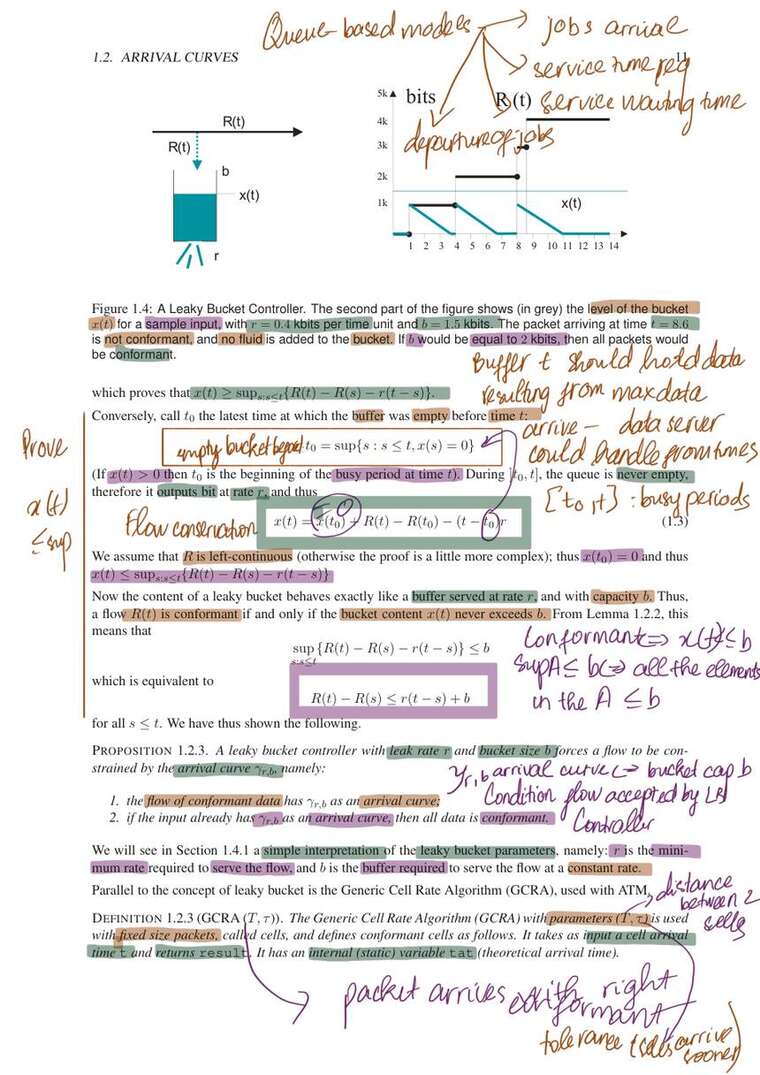 Queue-based models → jobs arrival
1.2. ARRIVAL CURVES
11
service time req
service waiting time
departure of jobs
R(t)
R(t)
b
x(t)
r
5k bits R(t)
4k
3k
2k
1k x(t)
1 2 3 4 5 6 7 8 9 10 11 12 13 14
Figure 1.4: A Leaky Bucket Controller. The second part of the figure shows (in grey) the level of the bucket
x(t) for a sample input, with r = 0.4 kbits per time unit and b = 1.5 kbits. The packet arriving at time t = 8.6
is not conformant, and no fluid is added to the bucket. If b would be equal to 2 kbits, then all packets would
be conformant.
Buffer t should hold data
resulting from max data
arrive – data server
could handle from times
[t₀, t] : busy periods
which proves that x(t) ≥ sup_{s:s≤t}{R(t) − R(s) − r(t − s)}.
Conversely, call t₀ the latest time at which the buffer was empty before time t:
Prove
x(t)
≤ sup
empty bucket t₀ = sup{s : s ≤ t, x(s) = 0}
(If x(t) > 0 then t₀ is the beginning of the busy period at time t). During ]t₀, t], the queue is never empty,
therefore it outputs bit at rate r, and thus
= 0
Flow conservation x(t) = x(t₀) + R(t) − R(t₀) − (t − t₀)r (1.3)
We assume that R is left-continuous (otherwise the proof is a little more complex); thus x(t₀) = 0 and thus
x(t) ≤ sup_{s:s≤t}{R(t) − R(s) − r(t − s)}
Now the content of a leaky bucket behaves exactly like a buffer served at rate r, and with capacity b. Thus,
a flow R(t) is conformant if and only if the bucket content x(t) never exceeds b. From Lemma 1.2.2, this
means that
sup_{s:s≤t}{R(t) − R(s) − r(t − s)} ≤ b
Conformant ⇔ x(t) ≤ b
sup A ≤ b ⇔ all the elements
in the A ≤ b
which is equivalent to
R(t) − R(s) ≤ r(t − s) + b
for all s ≤ t. We have thus shown the following.
PROPOSITION 1.2.3. A leaky bucket controller with leak rate r and bucket size b forces a flow to be con-
strained by the arrival curve γr,b, namely:
γr,b arrival curve ↔ bucket cap b
Condition flow accepted by LB
Controller
1. the flow of conformant data has γr,b as an arrival curve;
2. if the input already has γr,b as an arrival curve, then all data is conformant.
We will see in Section 1.4.1 a simple interpretation of the leaky bucket parameters, namely: r is the mini-
mum rate required to serve the flow, and b is the buffer required to serve the flow at a constant rate.
Parallel to the concept of leaky bucket is the Generic Cell Rate Algorithm (GCRA), used with ATM.
distance
between 2
cells
DEFINITION 1.2.3 (GCRA (T, τ)). The Generic Cell Rate Algorithm (GCRA) with parameters (T, τ) is used
with fixed size packets, called cells, and defines conformant cells as follows. It takes as input a cell arrival
time t and returns result. It has an internal (static) variable tat (theoretical arrival time).
packet arrives with right
conformant
tolerance (cells arrive
sooner)